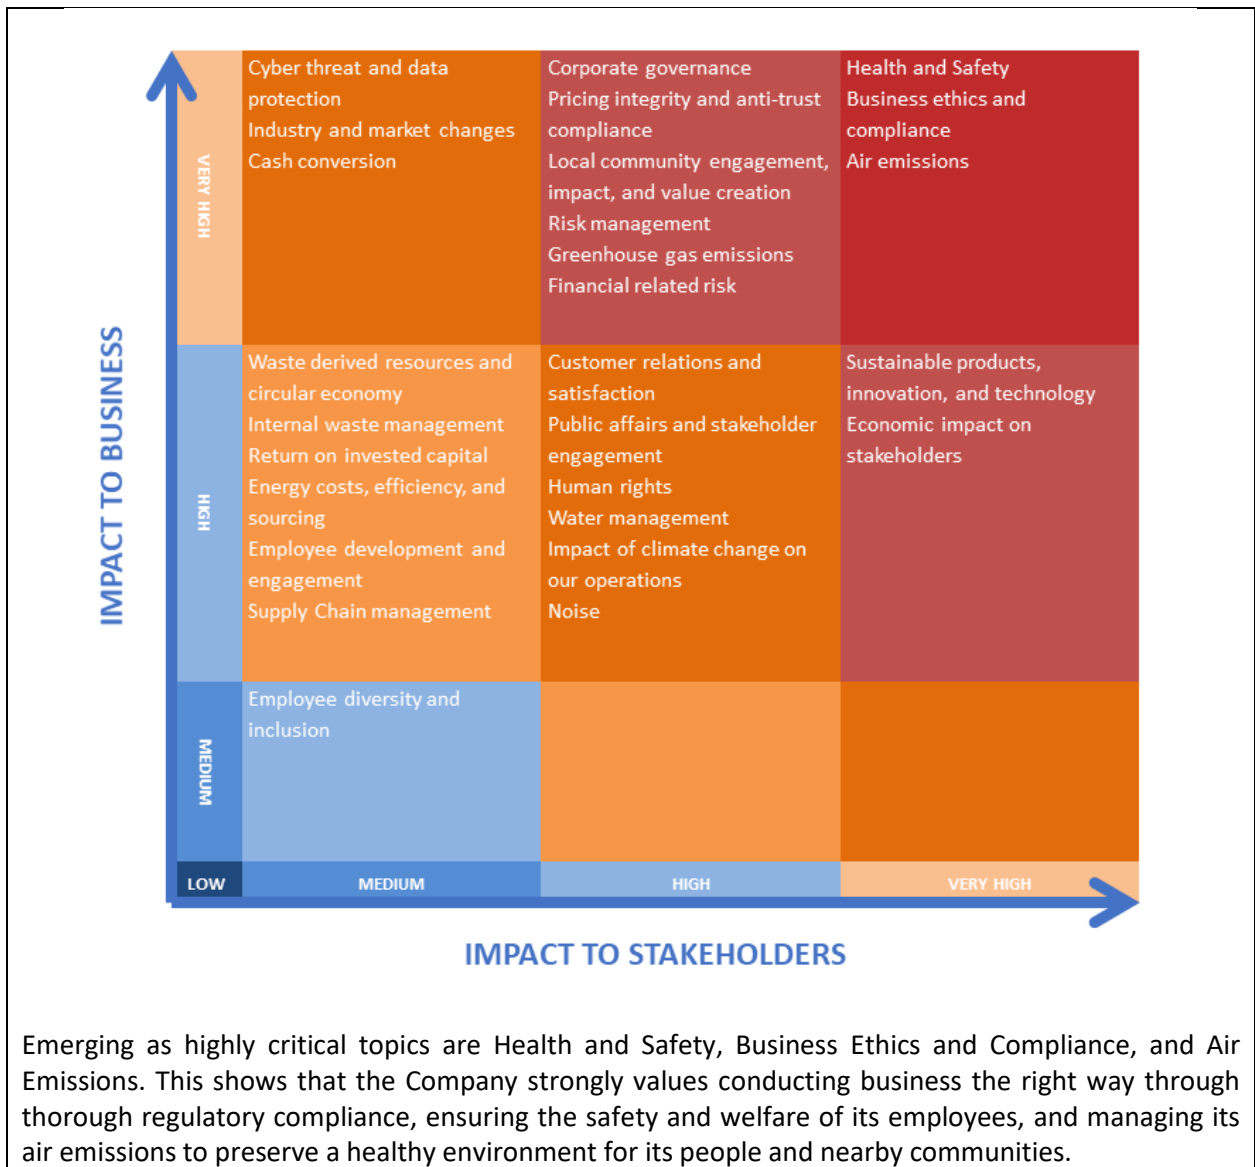 IMPACT TO BUSINESS
VERY HIGH
Cyber threat and data
protection
Industry and market changes
Cash conversion
Corporate governance
Pricing integrity and anti-trust
compliance
Local community engagement,
impact, and value creation
Risk management
Greenhouse gas emissions
Financial related risk
Health and Safety
Business ethics and
compliance
Air emissions
HIGH
Waste derived resources and
circular economy
Internal waste management
Return on invested capital
Energy costs, efficiency, and
sourcing
Employee development and
engagement
Supply Chain management
Customer relations and
satisfaction
Public affairs and stakeholder
engagement
Human rights
Water management
Impact of climate change on
our operations
Noise
Sustainable products,
innovation, and technology
Economic impact on
stakeholders
MEDIUM
Employee diversity and
inclusion
LOW
MEDIUM
HIGH
VERY HIGH
IMPACT TO STAKEHOLDERS
Emerging as highly critical topics are Health and Safety, Business Ethics and Compliance, and Air
Emissions. This shows that the Company strongly values conducting business the right way through
thorough regulatory compliance, ensuring the safety and welfare of its employees, and managing its
air emissions to preserve a healthy environment for its people and nearby communities.